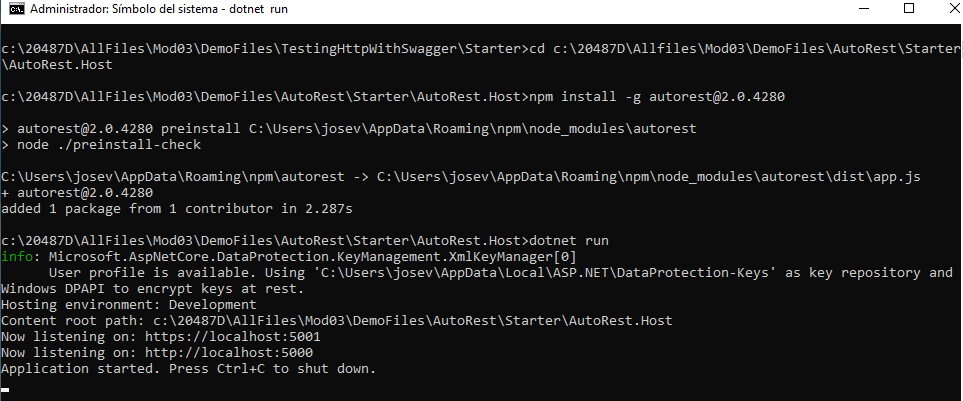 Administrador: Símbolo del sistema - dotnet run
c:\20487D\AllFiles\Mod03\DemoFiles\TestingHttpWithSwagger\Starter>cd c:\20487D\Allfiles\Mod03\DemoFiles\AutoRest\Starter
\AutoRest.Host
c:\20487D\AllFiles\Mod03\DemoFiles\AutoRest\Starter\AutoRest.Host>npm install -g autorest@2.0.4280
> autorest@2.0.4280 preinstall C:\Users\josev\AppData\Roaming\npm\node_modules\autorest
> node ./preinstall-check
C:\Users\josev\AppData\Roaming\npm\autorest -> C:\Users\josev\AppData\Roaming\npm\node_modules\autorest\dist\app.js
+ autorest@2.0.4280
added 1 package from 1 contributor in 2.287s
c:\20487D\AllFiles\Mod03\DemoFiles\AutoRest\Starter\AutoRest.Host>dotnet run
info: Microsoft.AspNetCore.DataProtection.KeyManagement.XmlKeyManager[0]
User profile is available. Using 'C:\Users\josev\AppData\Local\ASP.NET\DataProtection-Keys' as key repository and
Windows DPAPI to encrypt keys at rest.
Hosting environment: Development
Content root path: c:\20487D\AllFiles\Mod03\DemoFiles\AutoRest\Starter\AutoRest.Host
Now listening on: https://localhost:5001
Now listening on: http://localhost:5000
Application started. Press Ctrl+C to shut down.